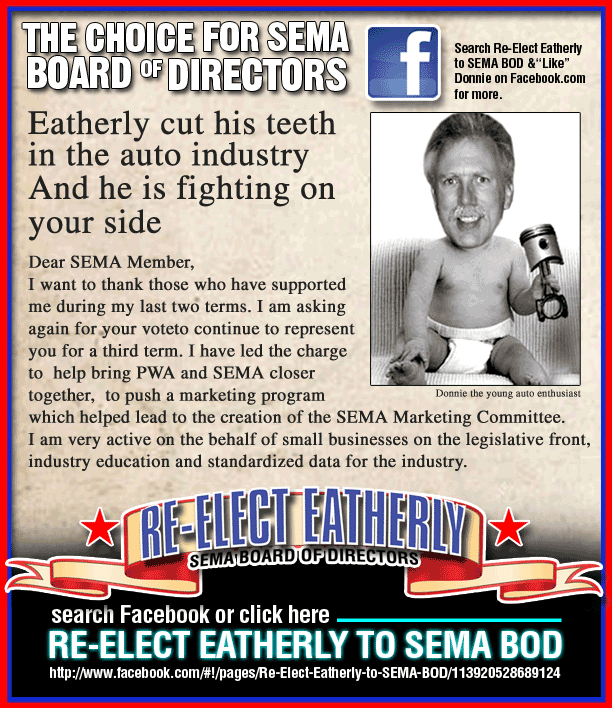 THE CHOICE FOR SEMA
BOARD OF DIRECTORS
f
Search Re-Elect Eatherly
to SEMA BOD &“Like”
Donnie on Facebook.com
for more.
Eatherly cut his teeth
in the auto industry
And he is fighting on
your side
Dear SEMA Member,
I want to thank those who have supported
me during my last two terms. I am asking
again for your voteto continue to represent
you for a third term. I have led the charge
to help bring PWA and SEMA closer
together, to push a marketing program
which helped lead to the creation of the SEMA Marketing Committee.
I am very active on the behalf of small businesses on the legislative front,
industry education and standardized data for the industry.
Donnie the young auto enthusiast
RE-ELECT EATHERLY
SEMA BOARD OF DIRECTORS
search Facebook or click here
RE-ELECT EATHERLY TO SEMA BOD
http://www.facebook.com/#!/pages/Re-Elect-Eatherly-to-SEMA-BOD/113920528689124